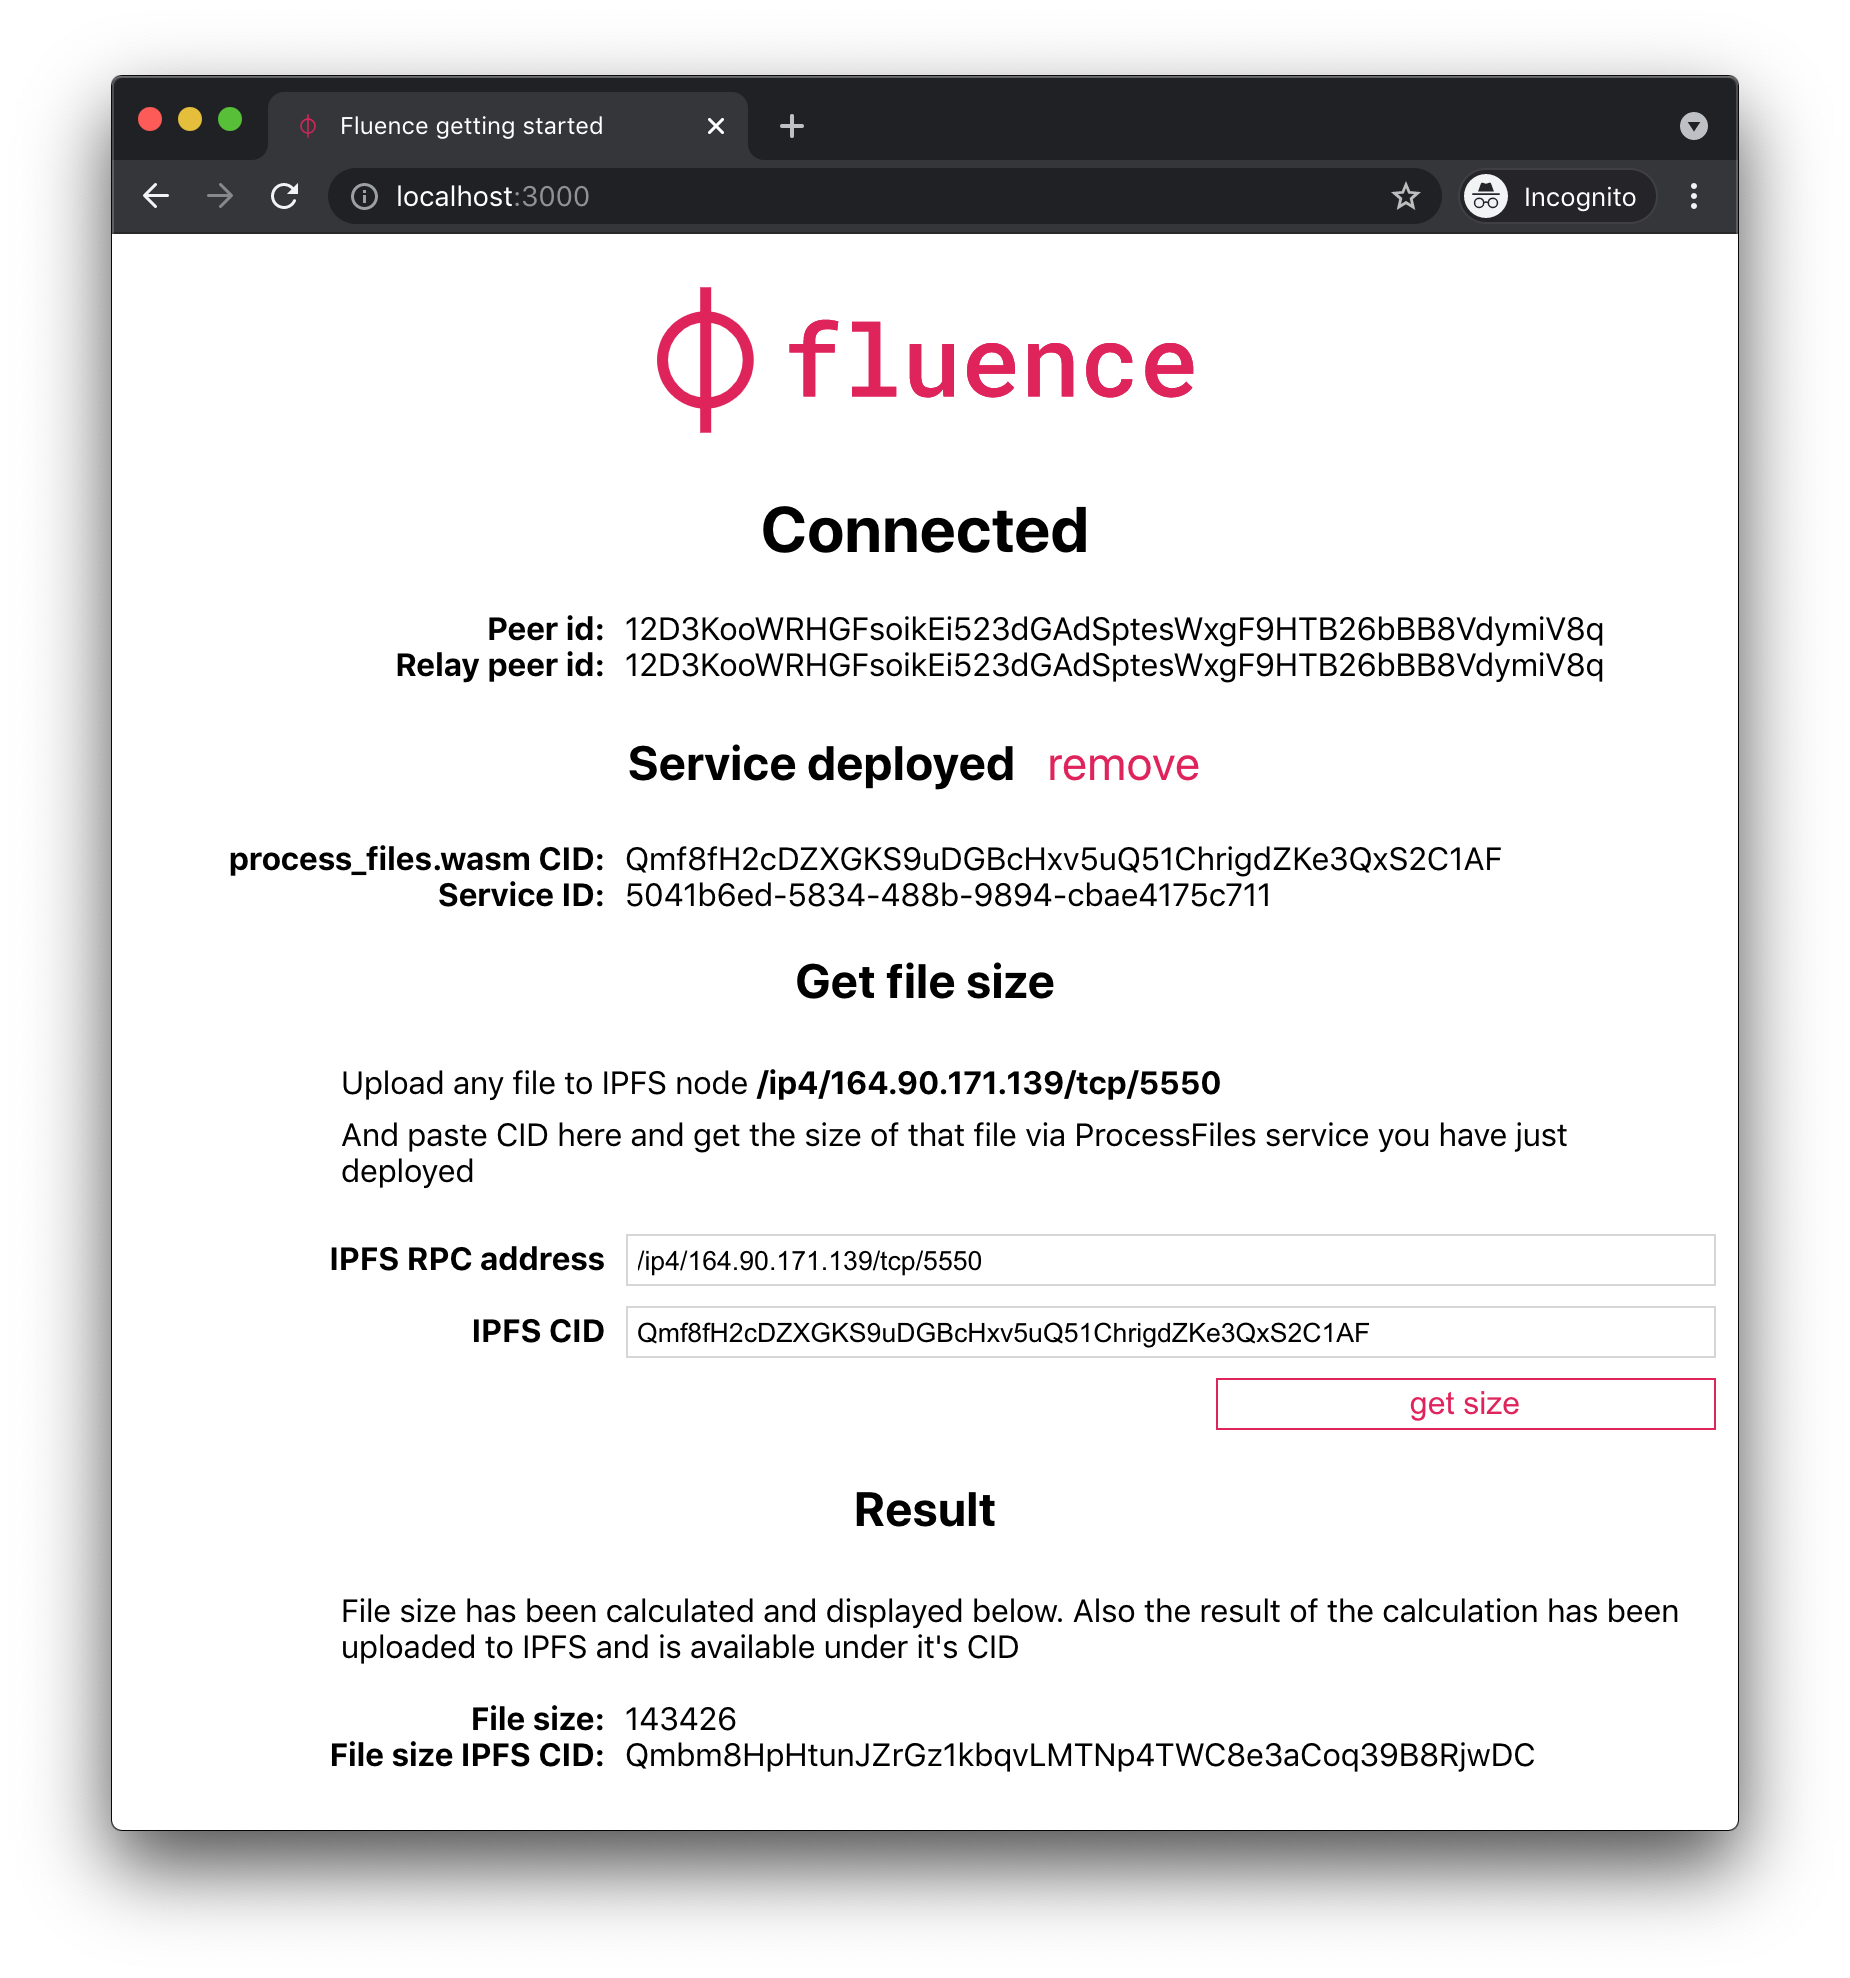 Fluence getting started
localhost:3000
Incognito
fluence
Connected
Peer id: 12D3KooWRHGFsoikEi523dGAdSptesWxgF9HTB26bBB8VdymiV8q
Relay peer id: 12D3KooWRHGFsoikEi523dGAdSptesWxgF9HTB26bBB8VdymiV8q
Service deployed remove
process_files.wasm CID: Qmf8fH2cDZXGKS9uDGBcHxv5uQ51ChrigdZKe3QxS2C1AF
Service ID: 5041b6ed-5834-488b-9894-cbae4175c711
Get file size
Upload any file to IPFS node /ip4/164.90.171.139/tcp/5550
And paste CID here and get the size of that file via ProcessFiles service you have just
deployed
IPFS RPC address /ip4/164.90.171.139/tcp/5550
IPFS CID Qmf8fH2cDZXGKS9uDGBcHxv5uQ51ChrigdZKe3QxS2C1AF
get size
Result
File size has been calculated and displayed below. Also the result of the calculation has been
uploaded to IPFS and is available under it's CID
File size: 143426
File size IPFS CID: Qmbm8HpHtunJZrGz1kbqvLMTNp4TWC8e3aCoq39B8RjwDC